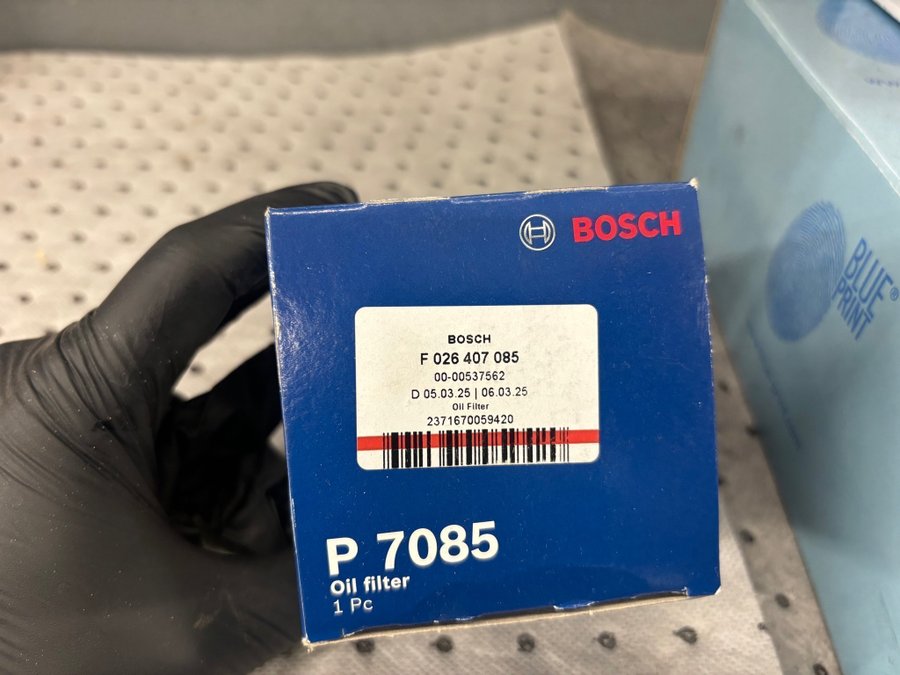 BOSCH
BOSCH
F 026 407 085
00-00537562
D 05.03.25 | 06.03.25
Oil Filter
2371670059420
P 7085
Oil filter
1 Pc
BLUE®
PRINT